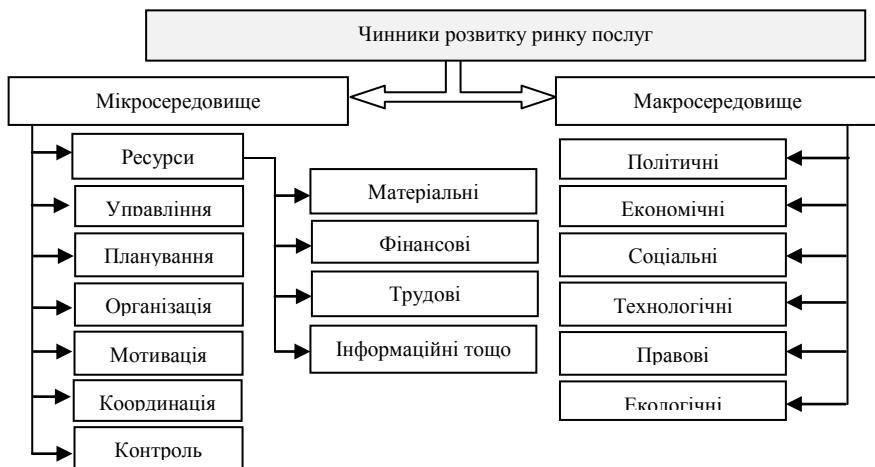 Чинники розвитку ринку послуг
Мікросередовище
Макросередовище
Ресурси
Управління
Планування
Організація
Мотивація
Координація
Контроль
Матеріальні
Фінансові
Трудові
Інформаційні тощо
Політичні
Економічні
Соціальні
Технологічні
Правові
Екологічні